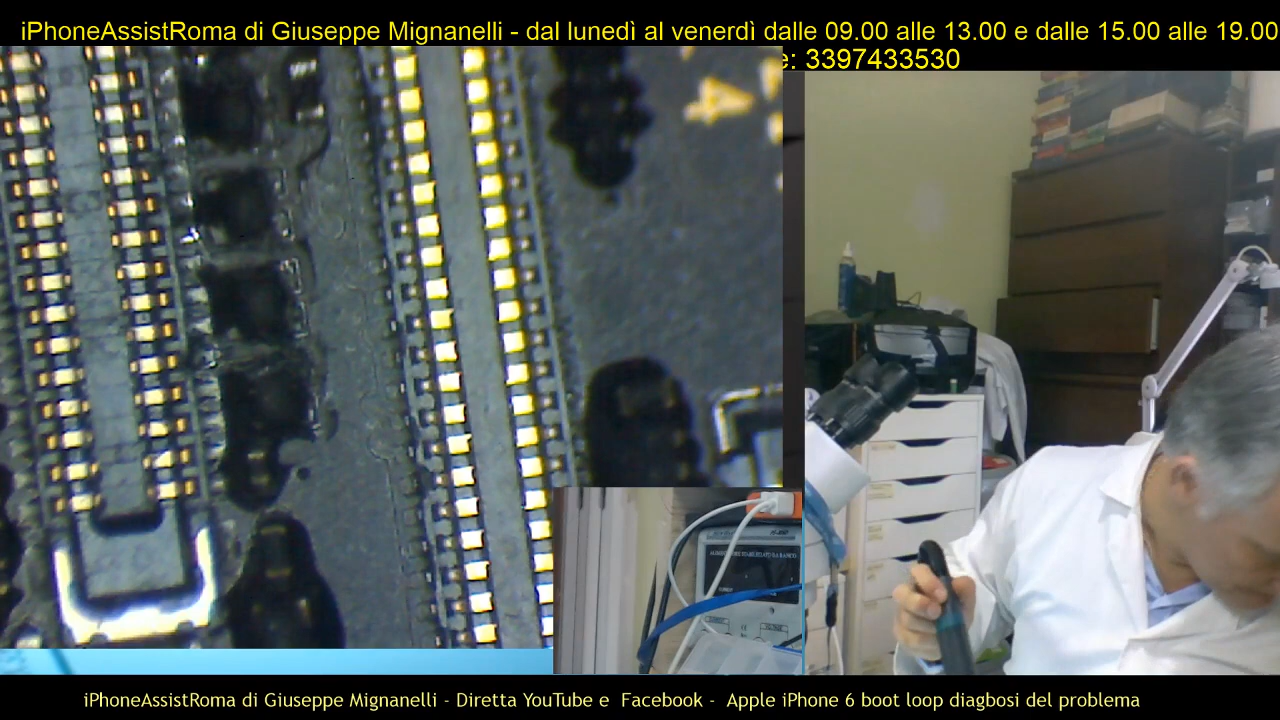 iPhoneAssistRoma di Giuseppe Mignanelli - dal lunedì al venerdì dalle 09.00 alle 13.00 e dalle 15.00 alle 19.00
e: 3397433530
iPhoneAssistRoma di Giuseppe Mignanelli - Diretta YouTube e Facebook - Apple iPhone 6 boot loop diagbosi del problema